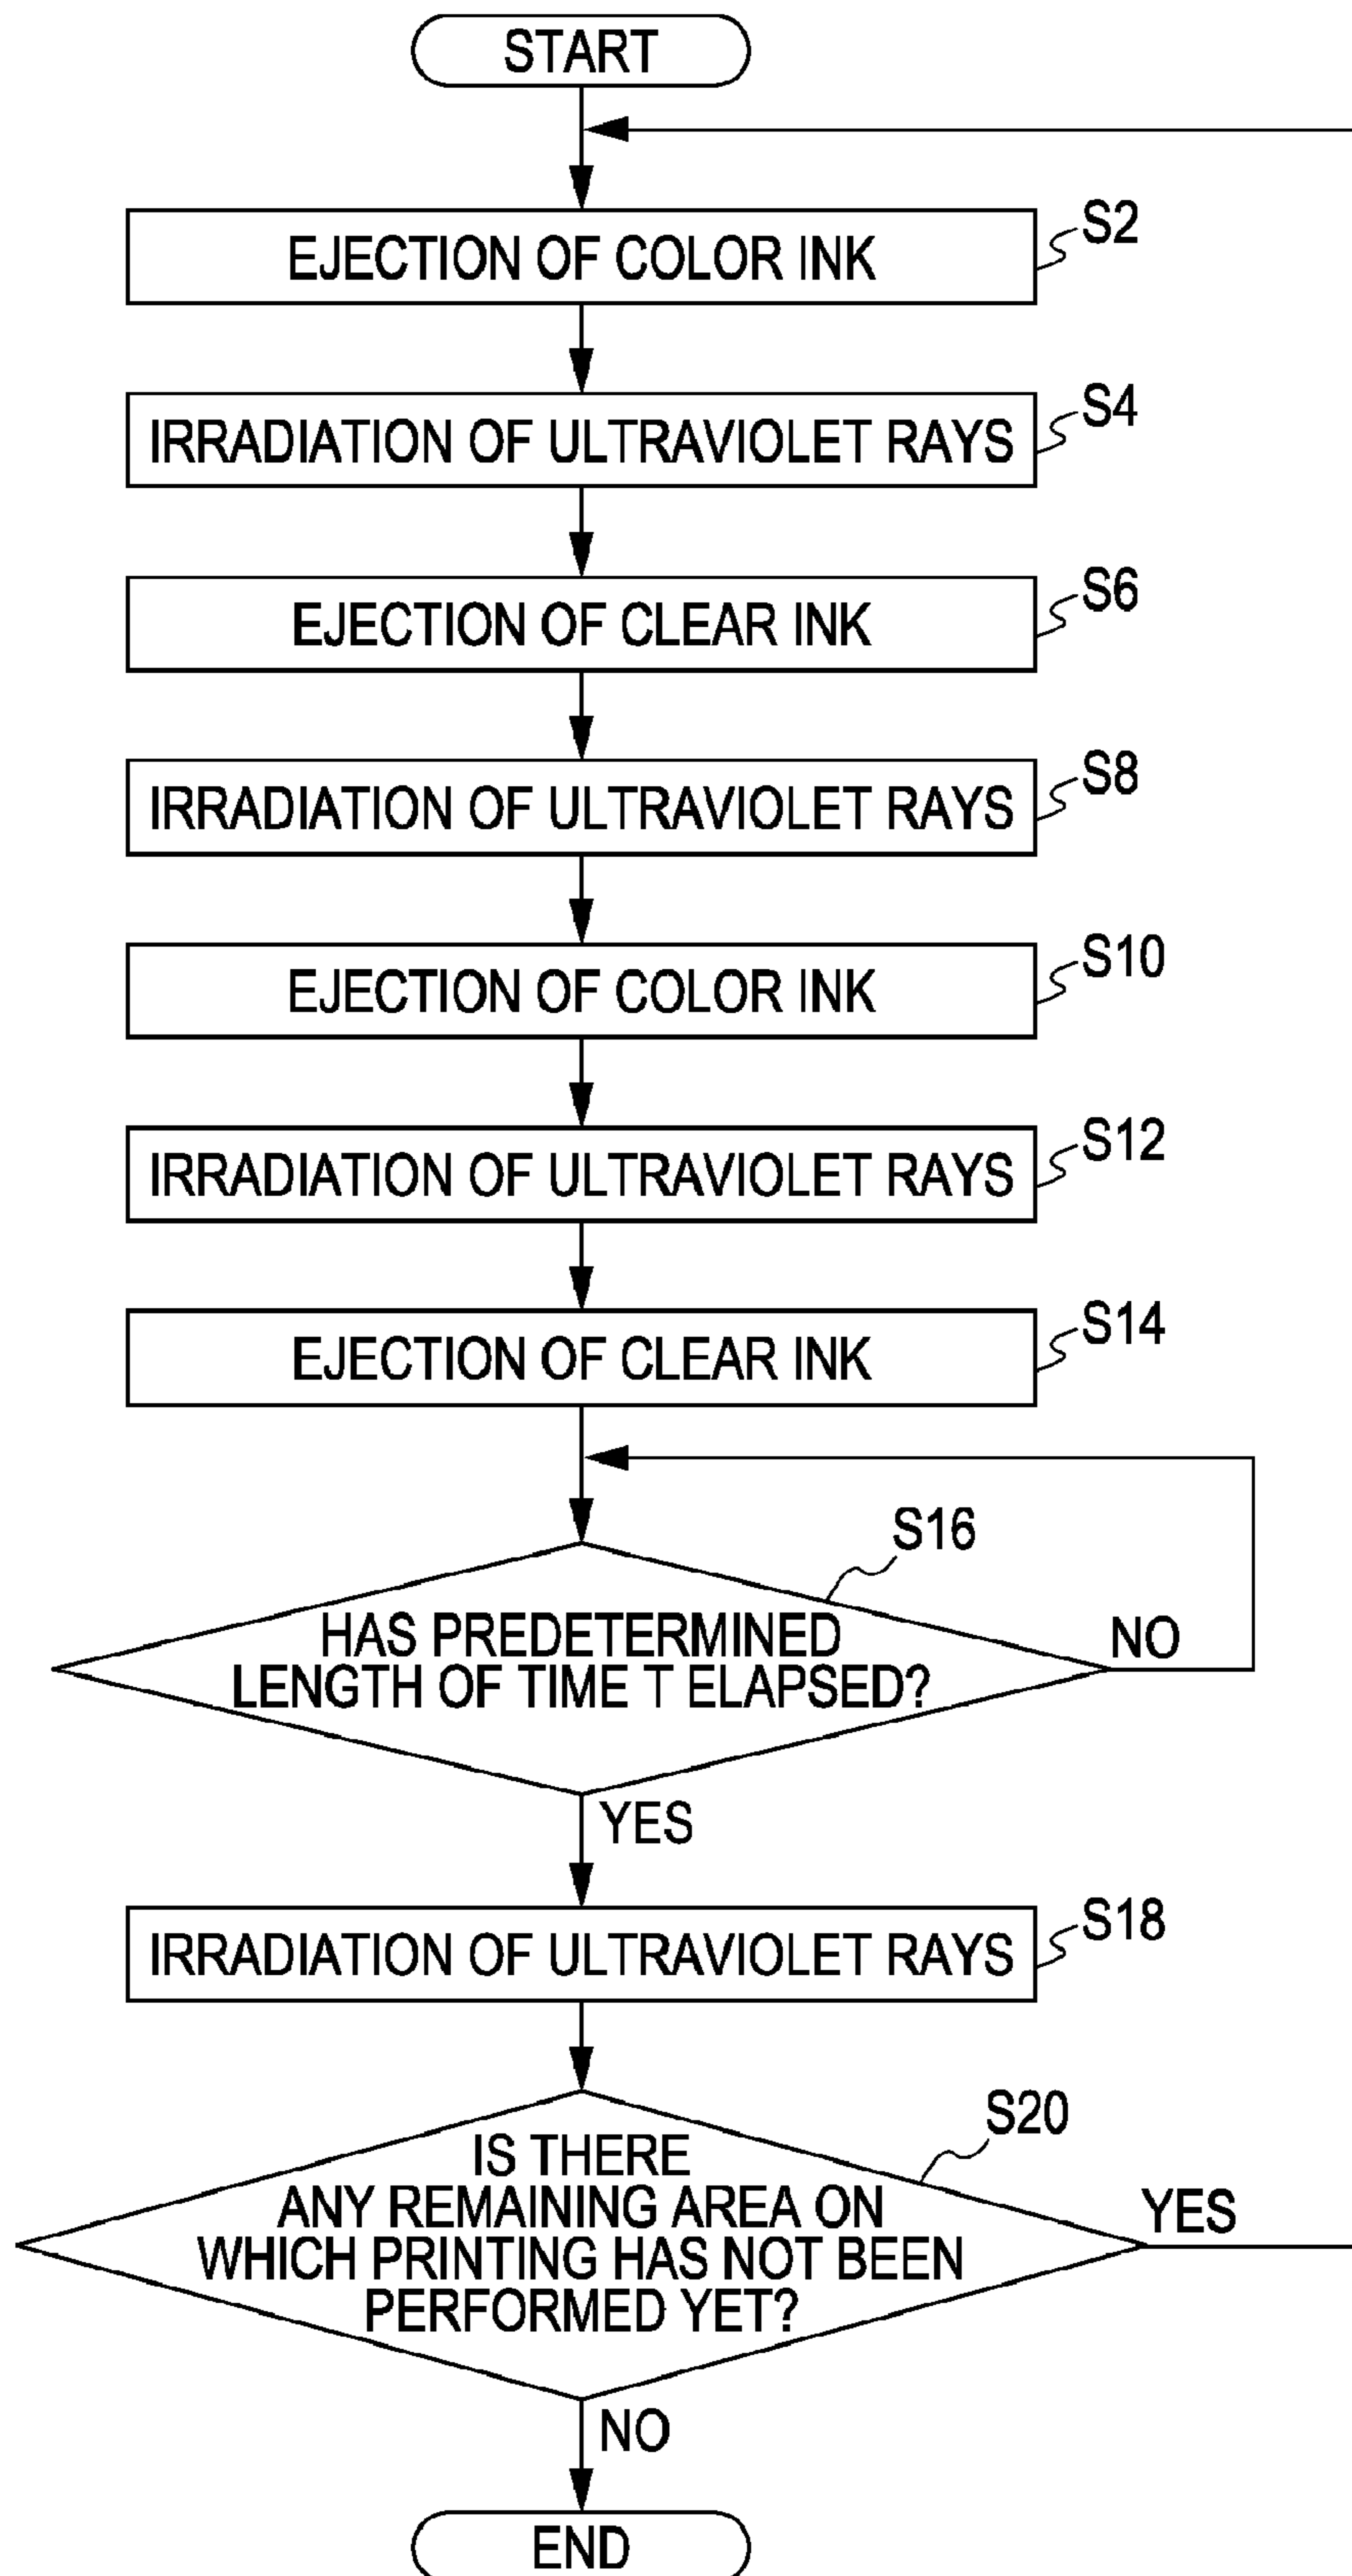 START
EJECTION OF COLOR INK
S2
IRRADIATION OF ULTRAVIOLET RAYS
S4
EJECTION OF CLEAR INK
S6
IRRADIATION OF ULTRAVIOLET RAYS
S8
EJECTION OF COLOR INK
S10
IRRADIATION OF ULTRAVIOLET RAYS
S12
EJECTION OF CLEAR INK
S14
S16
HAS PREDETERMINED
LENGTH OF TIME T ELAPSED?
NO
YES
IRRADIATION OF ULTRAVIOLET RAYS
S18
S20
IS THERE
ANY REMAINING AREA ON
WHICH PRINTING HAS NOT BEEN
PERFORMED YET?
YES
NO
END